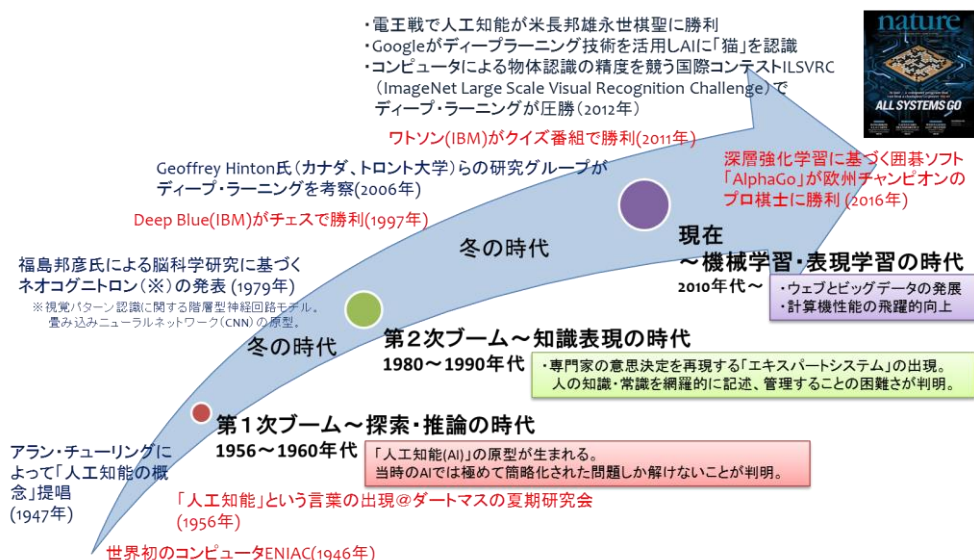 ・電王戦で人工知能が米長邦雄永世棋聖に勝利
・Googleがディープラーニング技術を活用しAIに「猫」を認識
・コンピュータによる物体認識の精度を競う国際コンテストILSVRC
（ImageNet Large Scale Visual Recognition Challenge）で
ディープ・ラーニングが圧勝（2012年）
nature
ALL SYSTEMS GO
ワトソン(IBM)がクイズ番組で勝利(2011年)
Geoffrey Hinton氏（カナダ、トロント大学）らの研究グループが
ディープ・ラーニングを考察(2006年)
深層強化学習に基づく囲碁ソフト
「AlphaGo」が欧州チャンピオンの
プロ棋士に勝利 (2016年)
Deep Blue(IBM)がチェスで勝利(1997年)
冬の時代
現在
～機械学習・表現学習の時代
2010年代～
・ウェブとビッグデータの発展
・計算機性能の飛躍的向上
福島邦彦氏による脳科学研究に基づく
ネオコグニトロン（※）の発表 (1979年)
※視覚パターン認識に関する階層型神経回路モデル。
畳み込みニューラルネットワーク(CNN)の原型。
冬の時代
第２次ブーム～知識表現の時代
1980～1990年代
・専門家の意思決定を再現する「エキスパートシステム」の出現。
人の知識・常識を網羅的に記述、管理することの困難さが判明。
第１次ブーム～探索・推論の時代
1956～1960年代
「人工知能(AI)」の原型が生まれる。
当時のAIでは極めて簡略化された問題しか解けないことが判明。
アラン・チューリングに
よって「人工知能の概
念」提唱
(1947年)
「人工知能」という言葉の出現@ダートマスの夏期研究会
(1956年)
世界初のコンピュータENIAC(1946年)